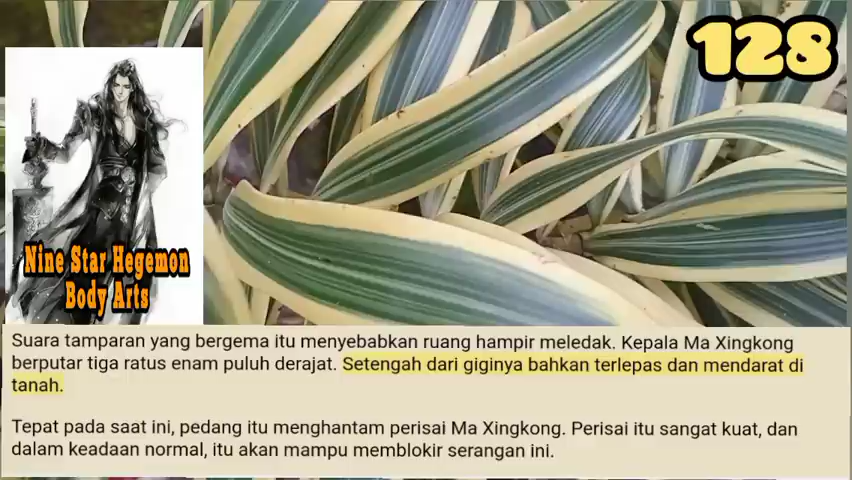 128
Nine Star Hegemon
Body Arts
Suara tamparan yang bergema itu menyebabkan ruang hampir meledak. Kepala Ma Xingkong
berputar tiga ratus enam puluh derajat. Setengah dari giginya bahkan terlepas dan mendarat di
tanah.
Tepat pada saat ini, pedang itu menghantam perisai Ma Xingkong. Perisai itu sangat kuat, dan
dalam keadaan normal, itu akan mampu memblokir serangan ini.